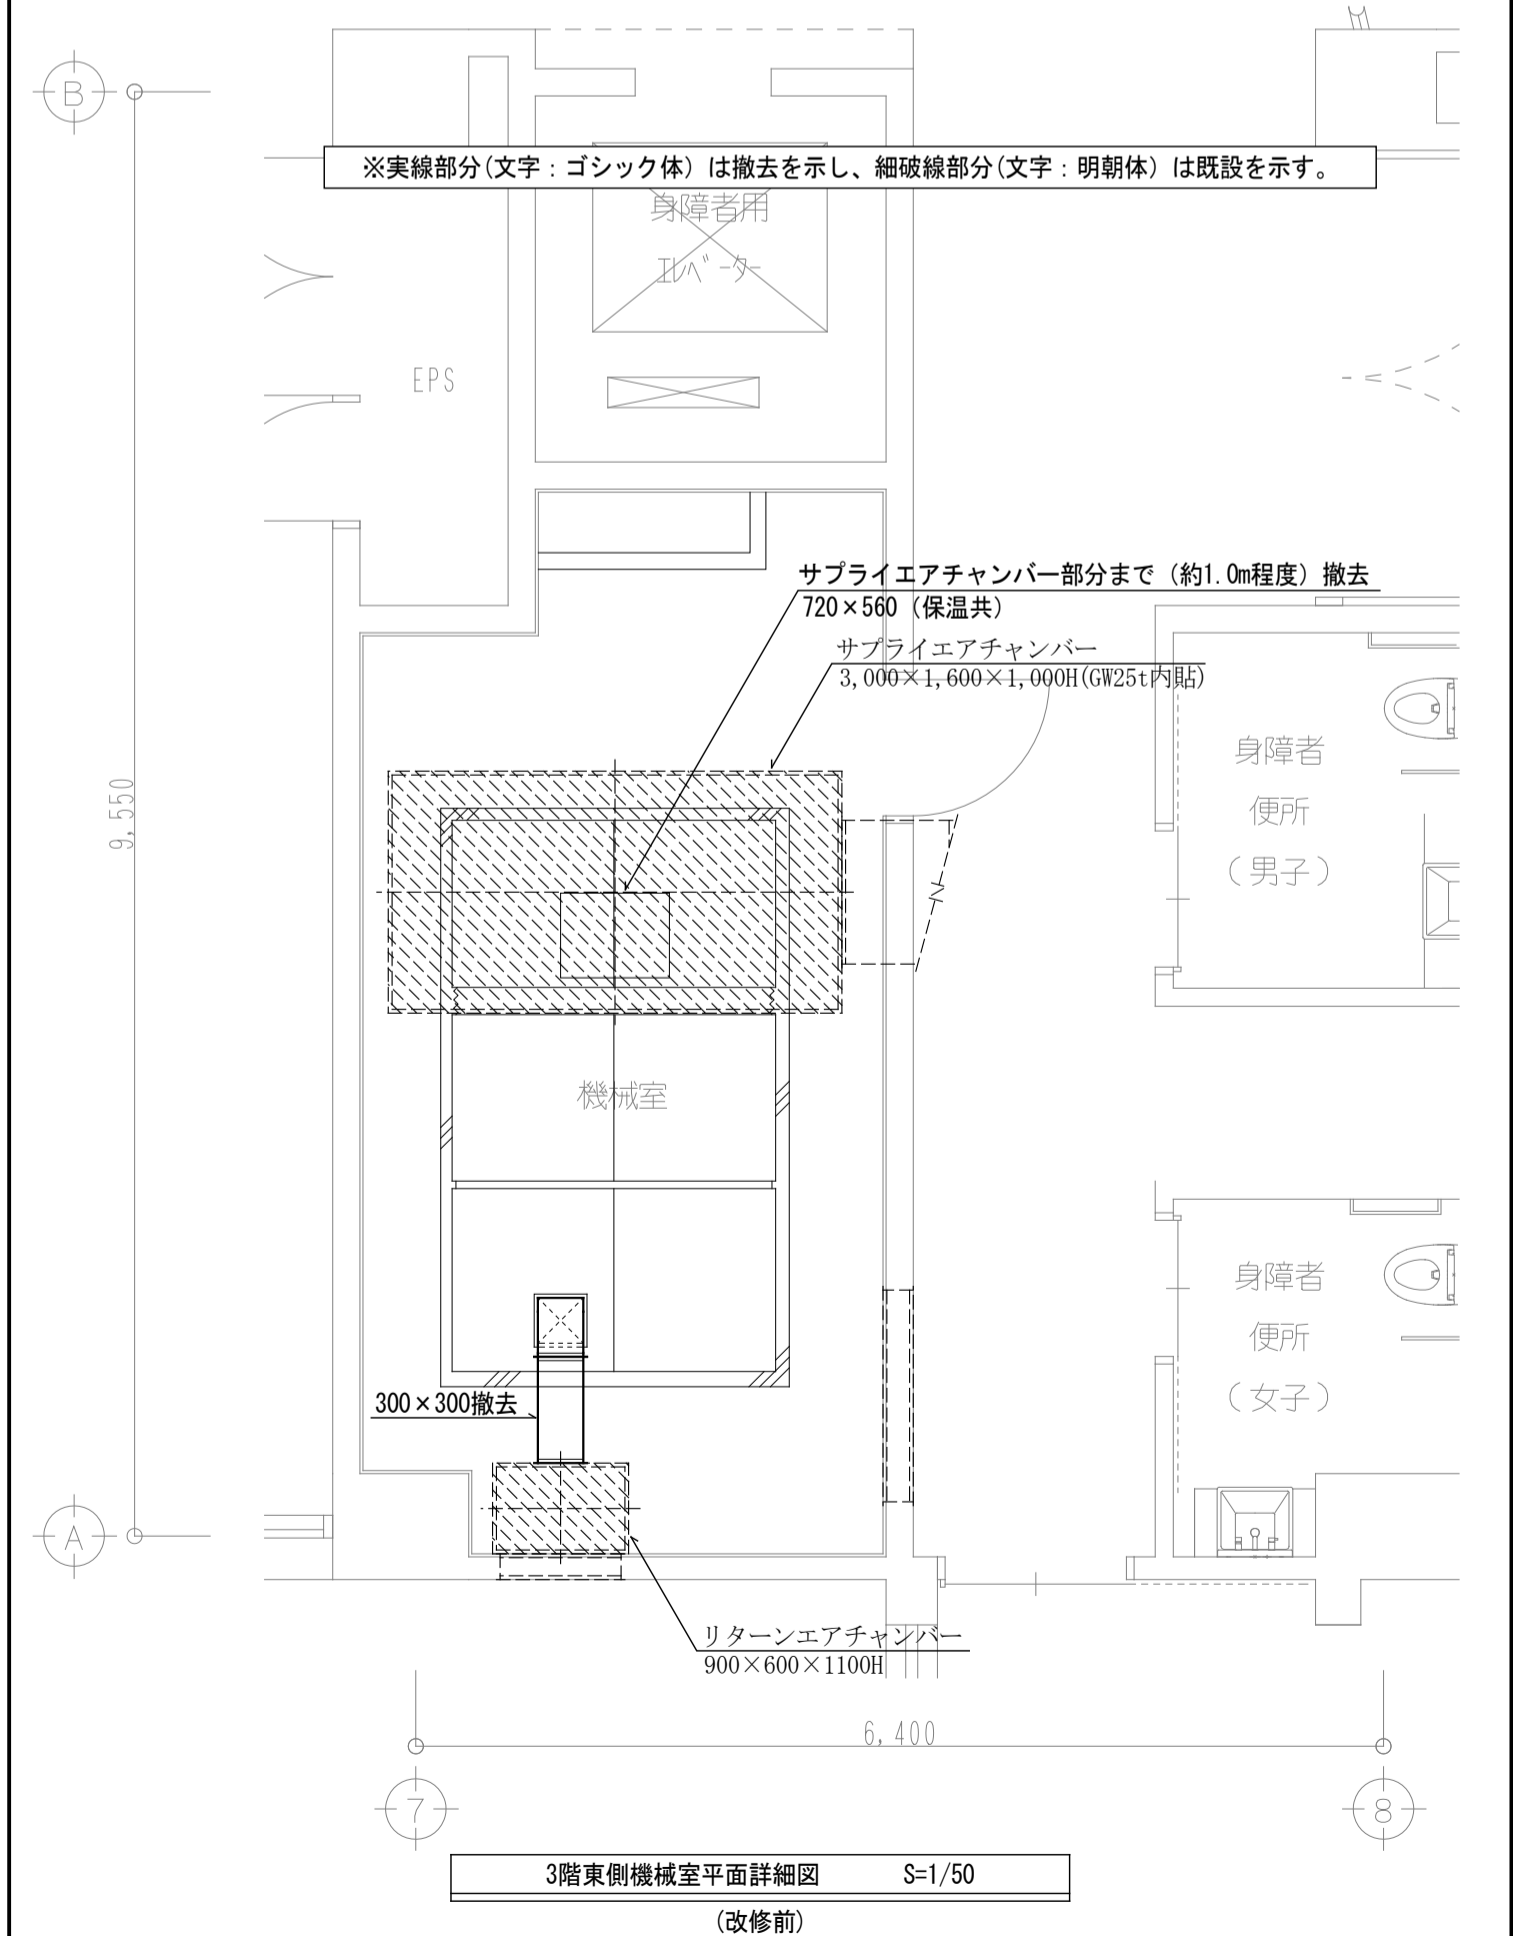 B
※実線部分(文字：ゴシック体）は撤去を示し、細破線部分(文字：明朝体）は既設を示す。
身障者用
エレベーター
EPS
サプライエアチャンバー部分まで（約1.0m程度）撤去
720×560（保温共）
サプライエアチャンバー
3,000×1,600×1,000H(GW25t内貼)
身障者
便所
（男子）
9,550
機械室
身障者
便所
（女子）
300×300撤去
A
リターンエアチャンバー
900×600×1100H
6,400
7
8
3階東側機械室平面詳細図 S=1/50
(改修前)